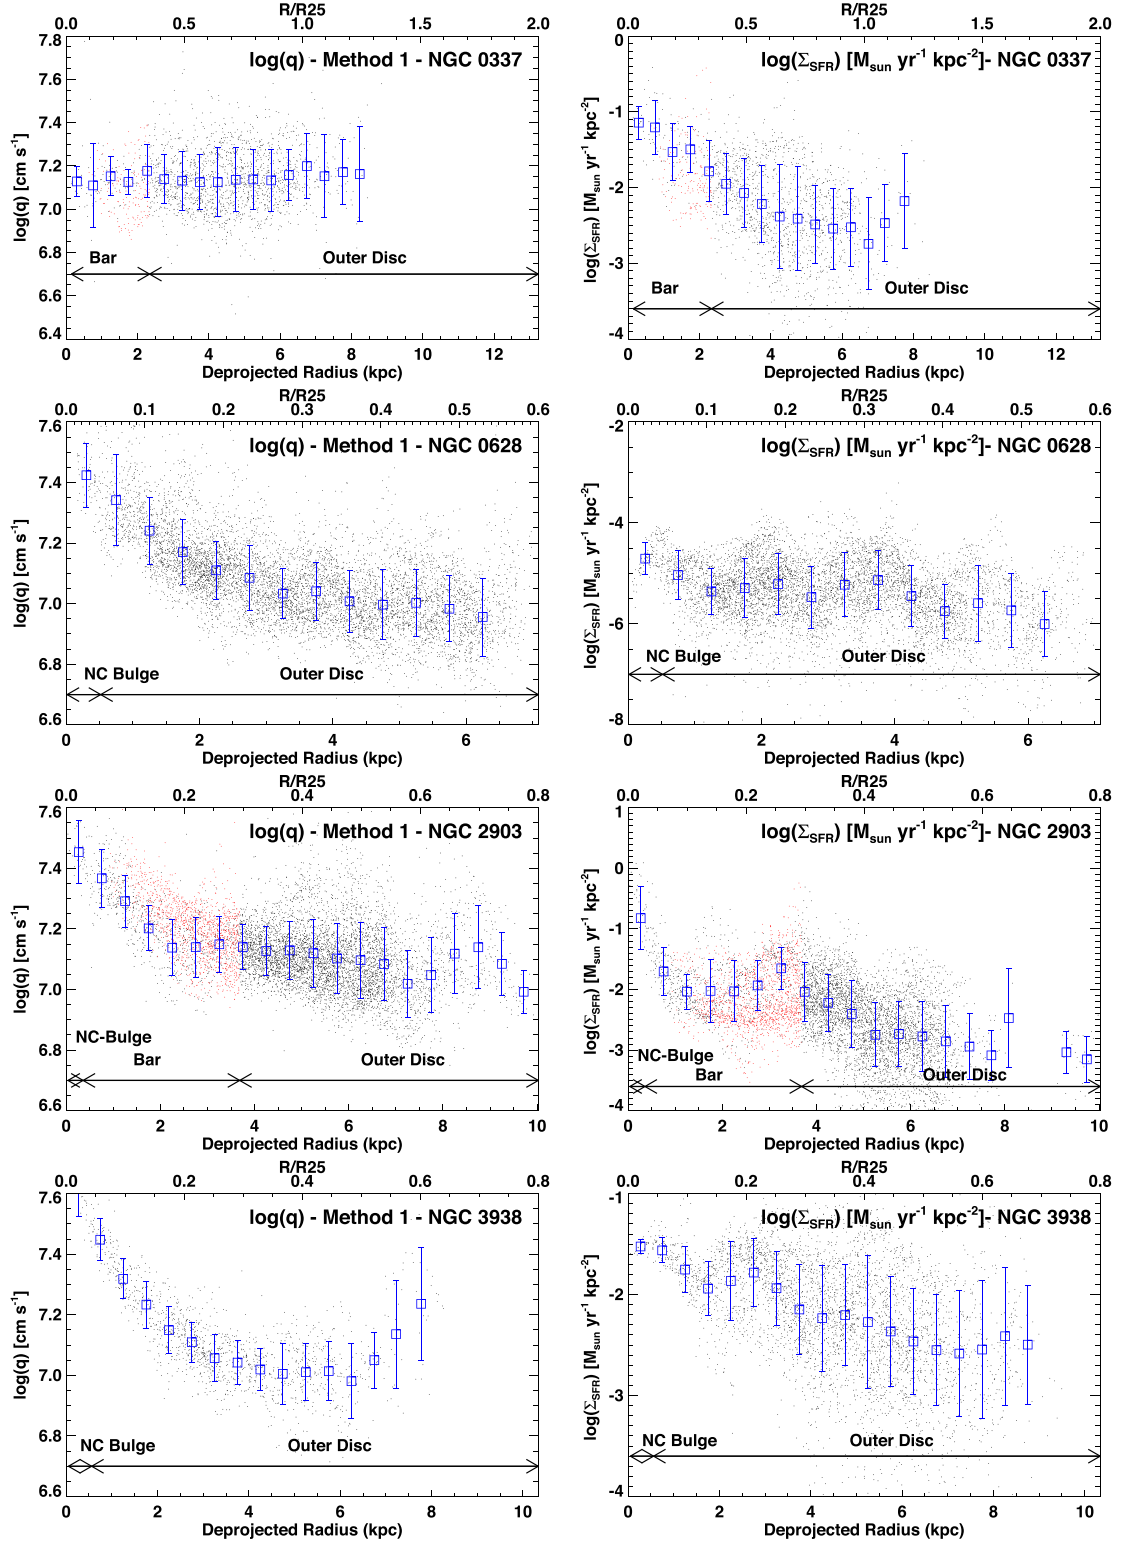 R/R25
0.0 0.5 1.0 1.5 2.0
log(q) - Method 1 - NGC 0337
log(q) [cm s-1]
7.8
7.6
7.4
7.2
7.0
6.8
6.6
6.4
Bar Outer Disc
0 2 4 6 8 10 12
Deprojected Radius (kpc)
R/R25
0.0 0.5 1.0 1.5 2.0
log(ΣSFR) [Msun yr-1 kpc-2]- NGC 0337
log(ΣSFR) [Msun yr-1 kpc-2]
0
-1
-2
-3
-4
Bar Outer Disc
0 2 4 6 8 10 12
Deprojected Radius (kpc)
R/R25
0.0 0.1 0.2 0.3 0.4 0.5 0.6
log(q) - Method 1 - NGC 0628
log(q) [cm s-1]
7.6
7.4
7.2
7.0
6.8
6.6
NC Bulge Outer Disc
0 2 4 6
Deprojected Radius (kpc)
R/R25
0.0 0.1 0.2 0.3 0.4 0.5 0.6
log(ΣSFR) [Msun yr-1 kpc-2]- NGC 0628
log(ΣSFR) [Msun yr-1 kpc-2]
-2
-4
-6
-8
NC Bulge Outer Disc
0 2 4 6
Deprojected Radius (kpc)
R/R25
0.0 0.2 0.4 0.6 0.8
log(q) - Method 1 - NGC 2903
log(q) [cm s-1]
7.6
7.4
7.2
7.0
6.8
6.6
NC-Bulge
Bar Outer Disc
0 2 4 6 8 10
Deprojected Radius (kpc)
R/R25
0.0 0.2 0.4 0.6 0.8
log(ΣSFR) [Msun yr-1 kpc-2]- NGC 2903
log(ΣSFR) [Msun yr-1 kpc-2]
0
-1
-2
-3
-4
NC-Bulge
Bar Outer Disc
0 2 4 6 8 10
Deprojected Radius (kpc)
R/R25
0.0 0.2 0.4 0.6 0.8
log(q) - Method 1 - NGC 3938
log(q) [cm s-1]
7.6
7.4
7.2
7.0
6.8
6.6
NC Bulge Outer Disc
0 2 4 6 8 10
Deprojected Radius (kpc)
R/R25
0.0 0.2 0.4 0.6 0.8
log(ΣSFR) [Msun yr-1 kpc-2]- NGC 3938
log(ΣSFR) [Msun yr-1 kpc-2]
-1
-2
-3
-4
NC Bulge Outer Disc
0 2 4 6 8 10
Deprojected Radius (kpc)